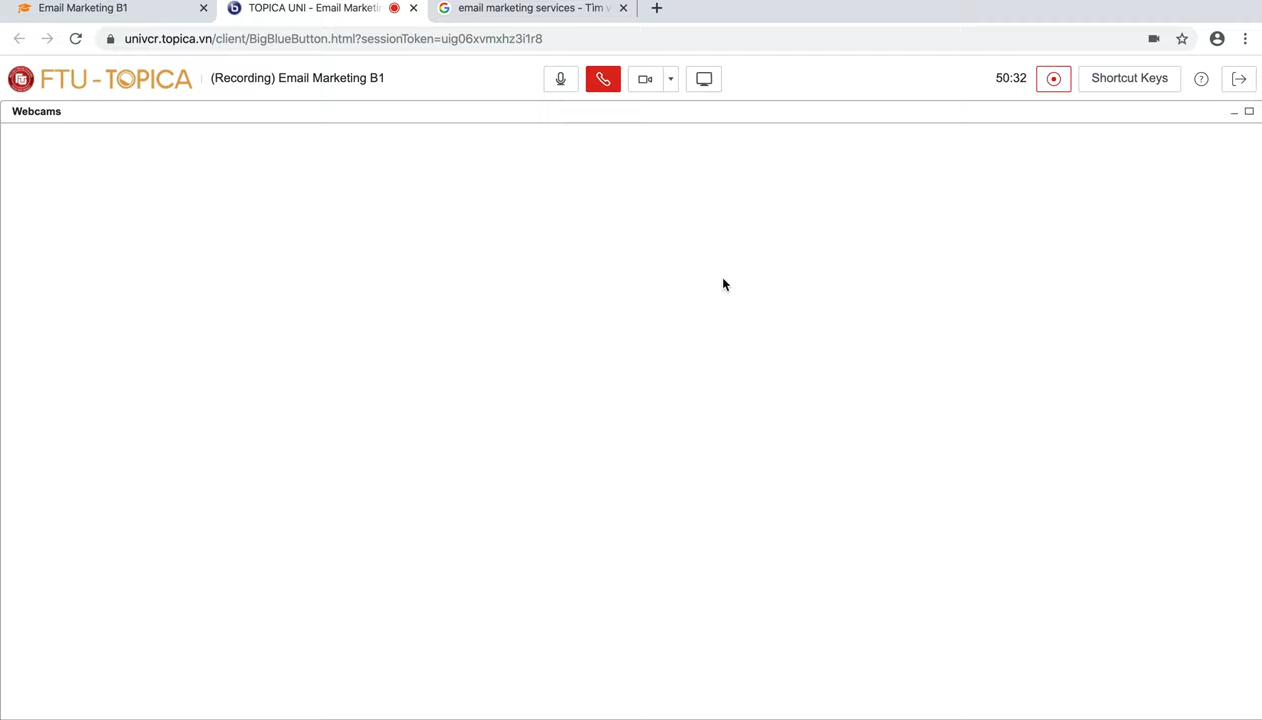 Email Marketing B1
TOPICA UNI - Email Marketi
email marketing services - Tìm
univcr.topica.vn/client/BigBlueButton.html?sessionToken=uig06xvmxhz3i1r8
FTU - TOPICA
(Recording) Email Marketing B1
50:32
Shortcut Keys
Webcams